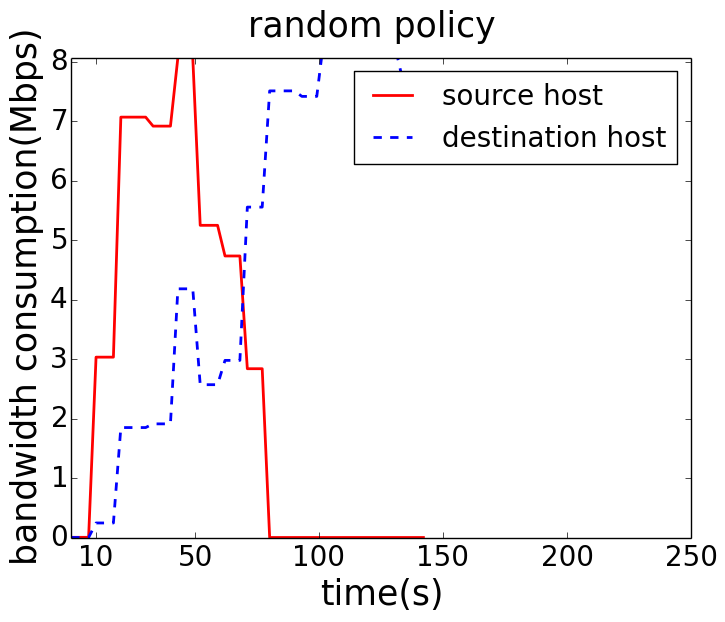 random policy
bandwidth consumption(Mbps)
8
7
6
5
4
3
2
1
0
source host
destination host
10 50 100 150 200 250
time(s)